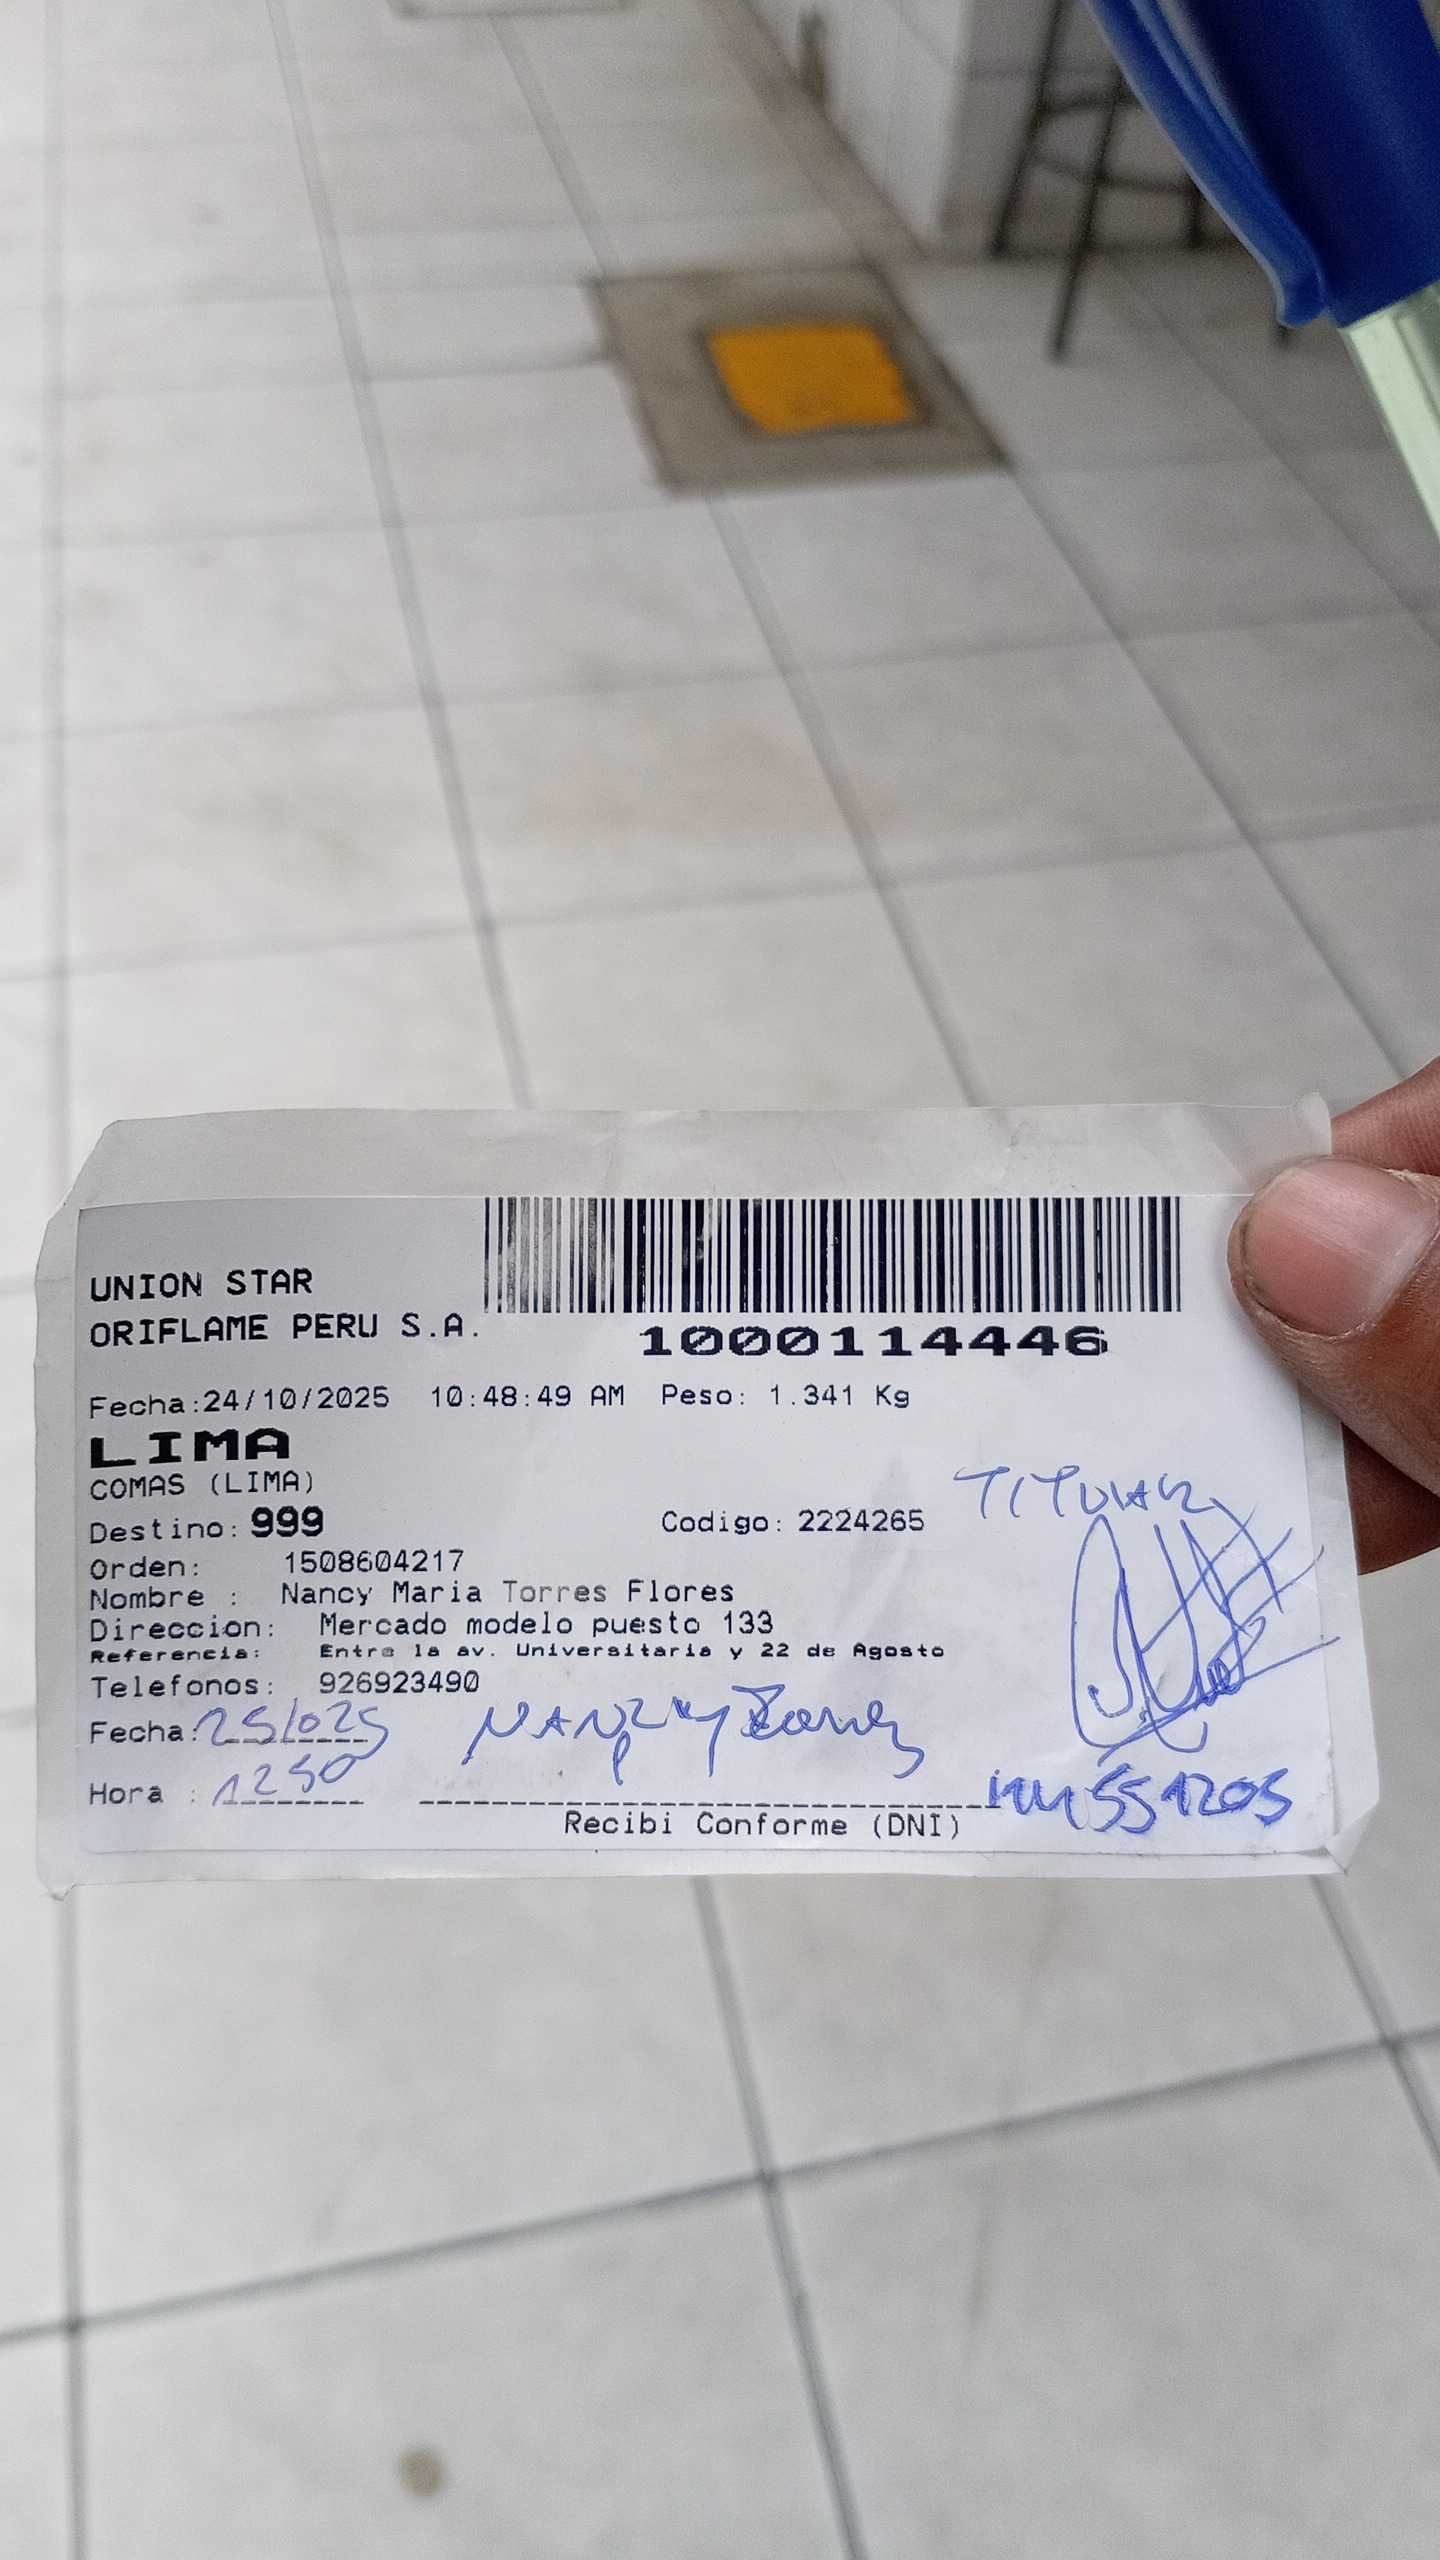 UNION STAR
ORIFLAME PERU S.A.
1000114446
Fecha:24/10/2025 10:48:49 AM Peso: 1.341 Kg
LIMA
COMAS (LIMA)
TITULAR
Destino: 999 Codigo: 2224265
Orden: 1508604217
Nombre : Nancy Maria Torres Flores
Direccion: Mercado modelo puesto 133
Referencia: Entre la av. Universitaria y 22 de Agosto
Telefonos: 926923490
Fecha:
Hora : 1250
Recibi Conforme (DNI)